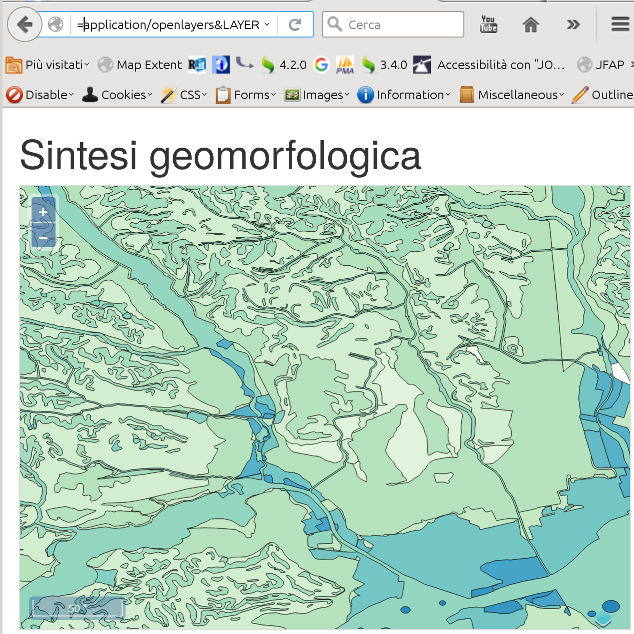 =application/openlayers&LAYER
Cerca
You
Tube
Più visitati
Map Extent
4.2.0
G
PMA
3.4.0
Accessibilità con "JO...
JFAP
Disable
Cookies
CSS
Forms
Images
Information
Miscellaneous
Outline
Sintesi geomorfologica
+
−
50